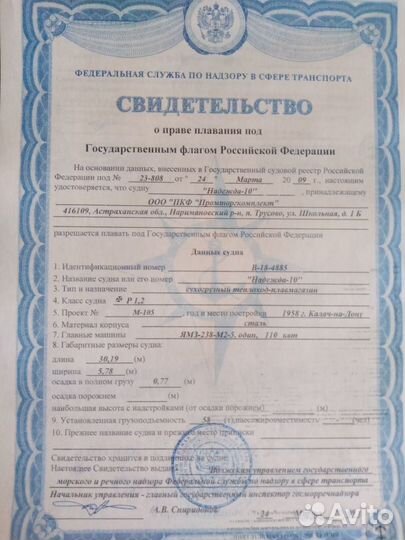 ФЕДЕРАЛЬНАЯ СЛУЖБА ПО НАДЗОРУ В СФЕРЕ ТРАНСПОРТА
СВИДЕТЕЛЬСТВО
о праве плавания под
Государственным флагом Российской Федерации
На основании данных, внесенных в Государственный судовой реестр Российской
Федерации под № 23-808 от " 24 " Марта 20 09 г., настоящим
удостоверяется, что судну "Надежда-10" , принадлежащему
ООО "ПКФ "Промторгкомплект"
416109, Астраханская обл., Наримановский р-н, п. Трусово, ул. Школьная, д. 1 Б
разрешается плавать под Государственным флагом Российской Федерации
Данные судна
1. Идентификационный номер В-18-4885
2. Название судна или его номер "Надежда-10"
3. Тип и назначение сухогрузный теплоход-плавмагазин
4. Класс судна Р 1,2
5. Проект № М-105 , год и место постройки 1958 г. Калач-на-Дону
6. Материал корпуса сталь
7. Главные машины ЯМЗ-238-М2-5, один, 110 квт
8. Габаритные размеры судна:
длина 30,19 (м)
ширина 5,78 (м)
осадка в полном грузу 0,77 (м)
осадка порожнем (м)
наибольшая высота с надстройками (от осадки порожнем) (м)
9. Установленная грузоподъемность 58 (т)
10. Прежнее название судна и прежнее место приписки
Свидетельство хранится в подлиннике на судне.
Настоящее Свидетельство выдано Волжским управлением государственного
морского и речного надзора Федеральной службы по надзору в сфере транспорта
Начальник управления - главный государственный инспектор госморречнадзора
А.В. Спиридонов
24
Avito